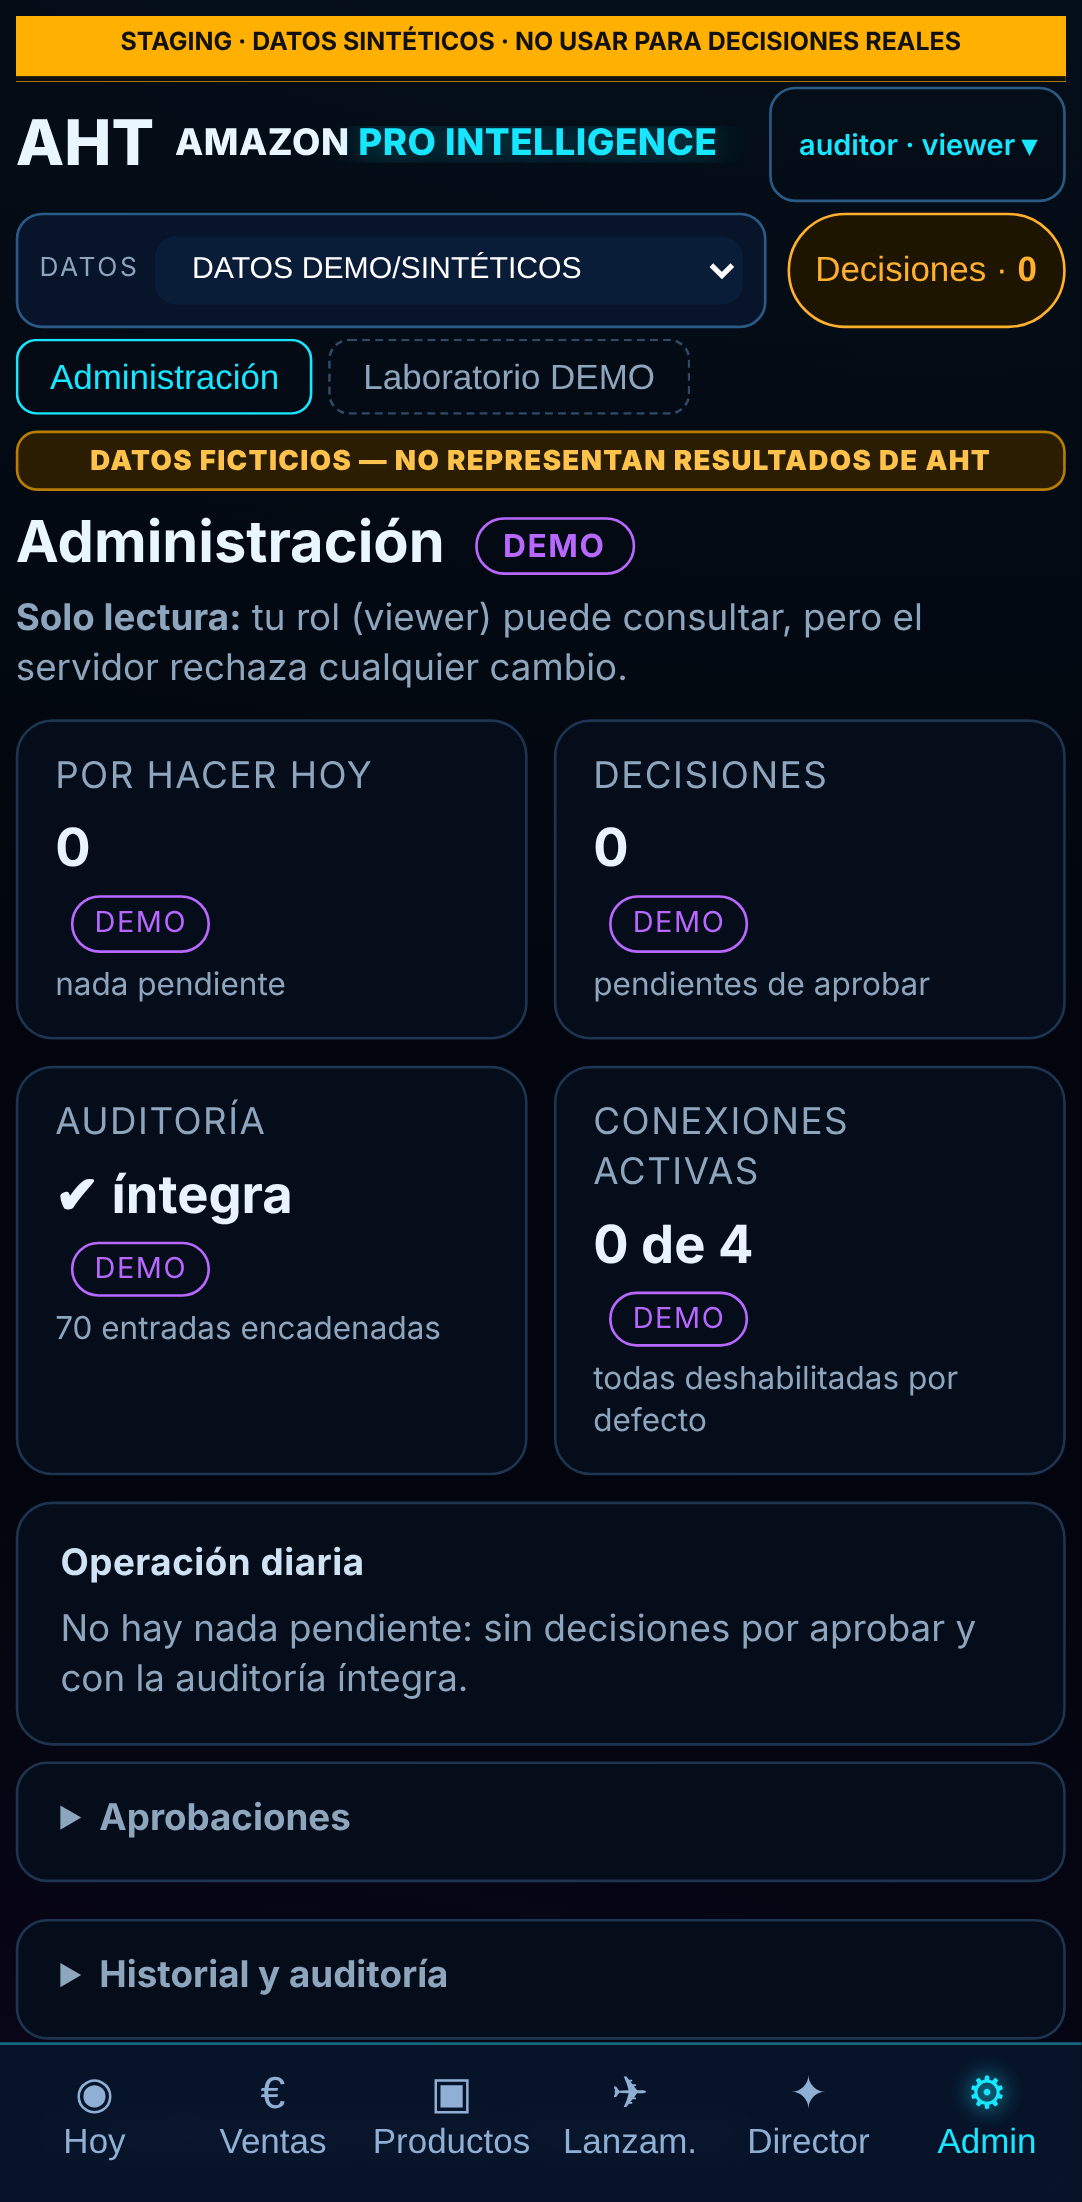 STAGING · DATOS SINTÉTICOS · NO USAR PARA DECISIONES REALES
AHT AMAZON PRO INTELLIGENCE
auditor · viewer ▾
DATOS
DATOS DEMO/SINTÉTICOS
Decisiones · 0
Administración
Laboratorio DEMO
DATOS FICTICIOS — NO REPRESENTAN RESULTADOS DE AHT
Administración DEMO
Solo lectura: tu rol (viewer) puede consultar, pero el
servidor rechaza cualquier cambio.
POR HACER HOY
0
DEMO
nada pendiente
DECISIONES
0
DEMO
pendientes de aprobar
AUDITORÍA
✔ íntegra
DEMO
70 entradas encadenadas
CONEXIONES
ACTIVAS
0 de 4
DEMO
todas deshabilitadas por
defecto
Operación diaria
No hay nada pendiente: sin decisiones por aprobar y
con la auditoría íntegra.
▶ Aprobaciones
▶ Historial y auditoría
◉ Hoy
€ Ventas
▣ Productos
✈ Lanzam.
✦ Director
⚙ Admin